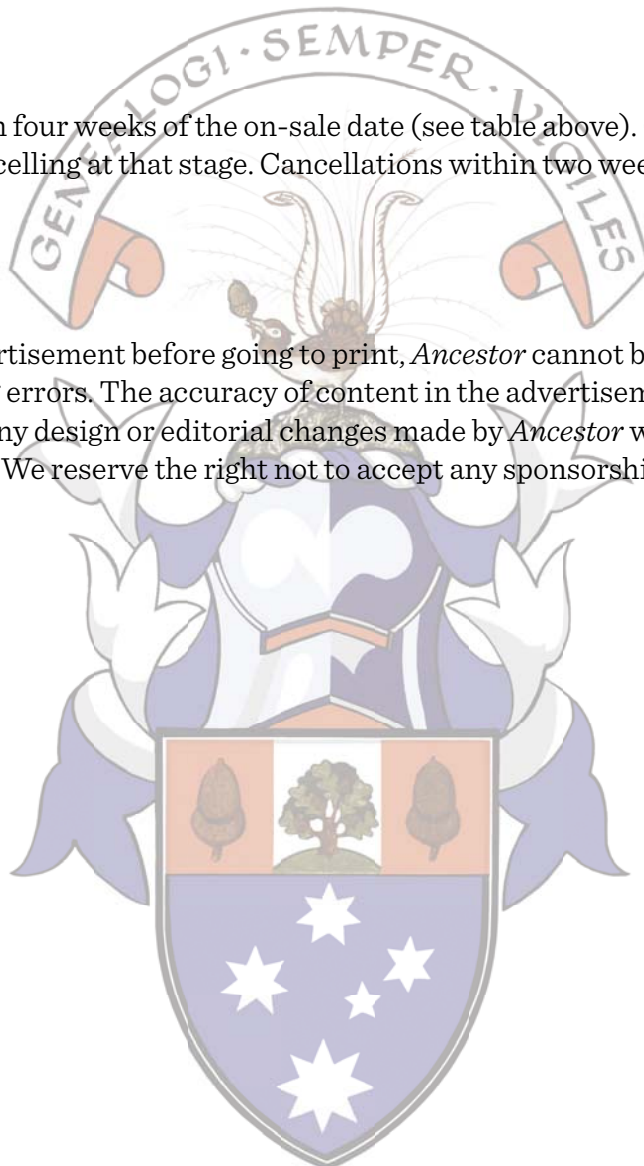 GENEALOGI · SEMPER · VIGILES
n four weeks of the on-sale date (see table above).
celling at that stage. Cancellations within two wee
rtisement before going to print, Ancestor cannot b
errors. The accuracy of content in the advertisem
ny design or editorial changes made by Ancestor w
We reserve the right not to accept any sponsorshi